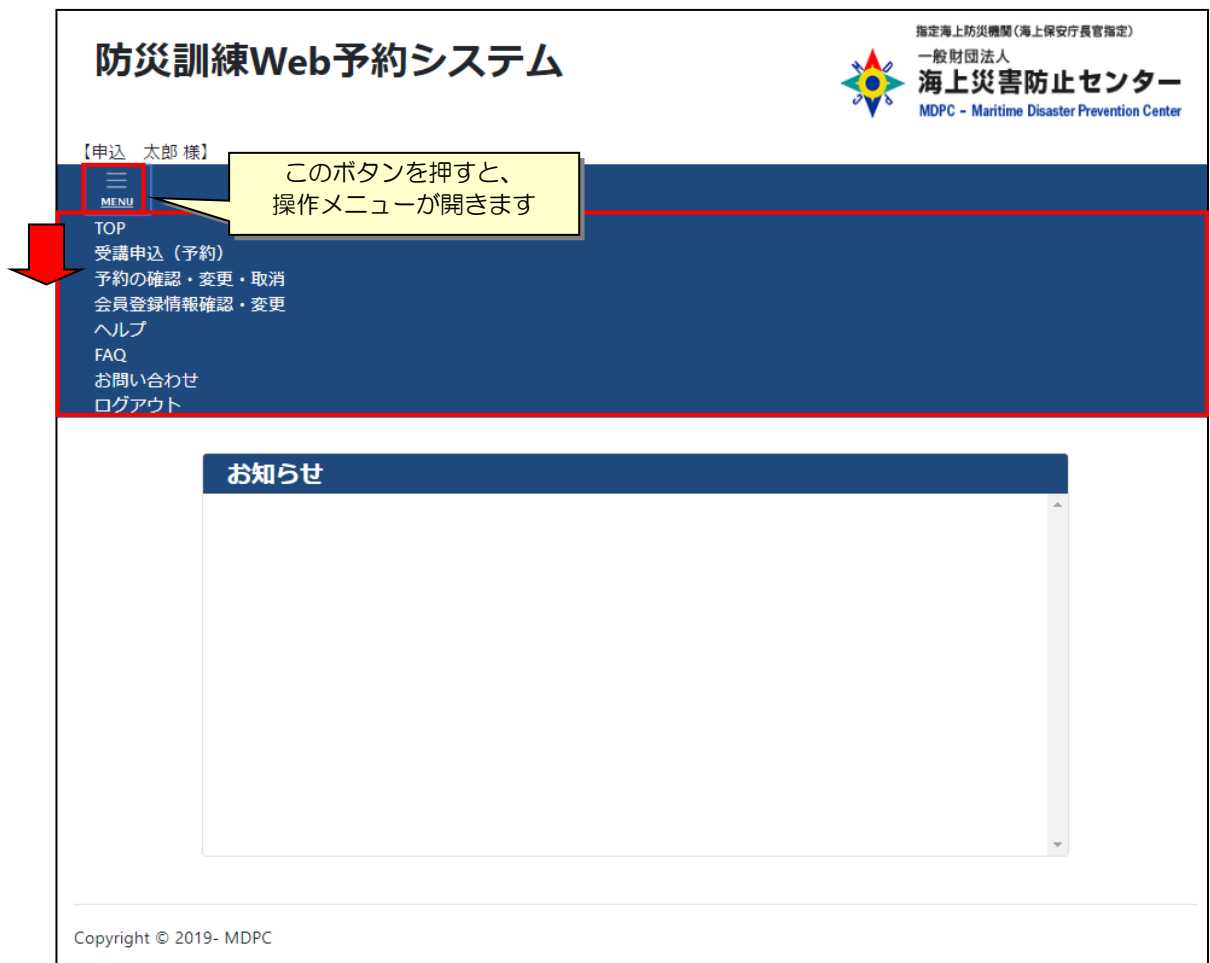 防災訓練Web予約システム
指定海上防災機関(海上保安庁長官指定)
一般財団法人
海上災害防止センター
MDPC - Maritime Disaster Prevention Center
【申込　太郎 様】
MENU
このボタンを押すと、
操作メニューが開きます
TOP
受講申込（予約）
予約の確認・変更・取消
会員登録情報確認・変更
ヘルプ
FAQ
お問い合わせ
ログアウト
お知らせ
Copyright © 2019- MDPC